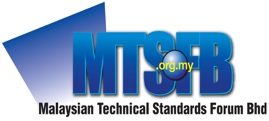 MTSFB
.org.my
Malaysian Technical Standards Forum Bhd